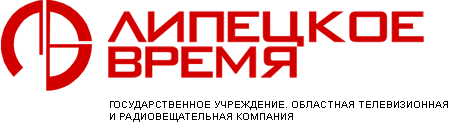 ЛИПЕЦКОЕ
ВРЕМЯ
ГОСУДАРСТВЕННОЕ УЧРЕЖДЕНИЕ. ОБЛАСТНАЯ ТЕЛЕВИЗИОННАЯ
И РАДИОВЕЩАТЕЛЬНАЯ КОМПАНИЯ